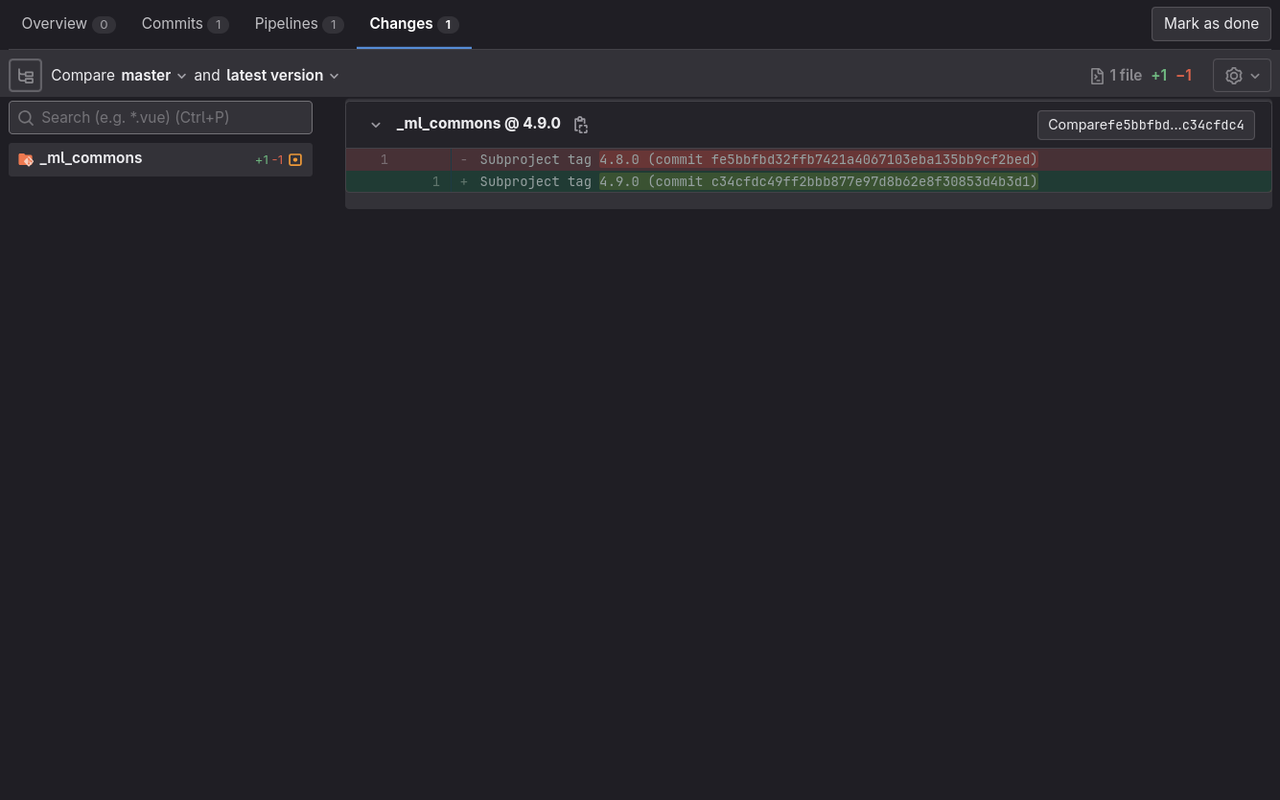 Overview 0 Commits 1 Pipelines 1 Changes 1 Mark as done
Compare master and latest version 1 file +1 −1
Search (e.g. *.vue) (Ctrl+P)
_ml_commons @ 4.9.0 Comparefe5bbfbd...c34cfdc4
_ml_commons +1 -1
1 - Subproject tag 4.8.0 (commit fe5bbfbd32ffb7421a4067103eba135bb9cf2bed)
1 + Subproject tag 4.9.0 (commit c34cfdc49ff2bbb877e97d8b62e8f30853d4b3d1)